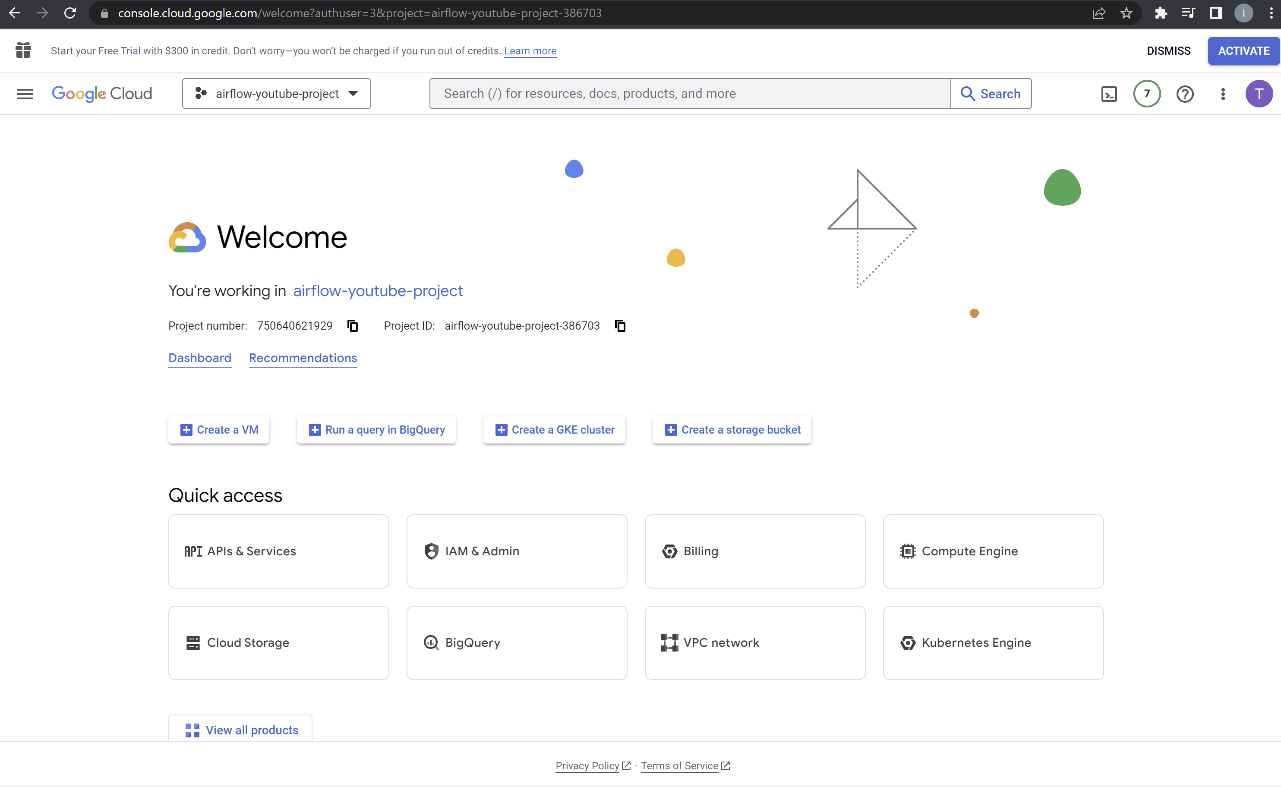 console.cloud.google.com/welcome?authuser=3&project=airflow-youtube-project-386703
I
Start your Free Trial with $300 in credit. Don't worry—you won't be charged if you run out of credits. Learn more
DISMISS
ACTIVATE
Google Cloud
airflow-youtube-project
Search (/) for resources, docs, products, and more
Search
7
T
Welcome
You're working in airflow-youtube-project
Project number: 750640621929
Project ID: airflow-youtube-project-386703
Dashboard
Recommendations
Create a VM
Run a query in BigQuery
Create a GKE cluster
Create a storage bucket
Quick access
API APIs & Services
IAM & Admin
Billing
Compute Engine
Cloud Storage
BigQuery
VPC network
Kubernetes Engine
View all products
Privacy Policy · Terms of Service